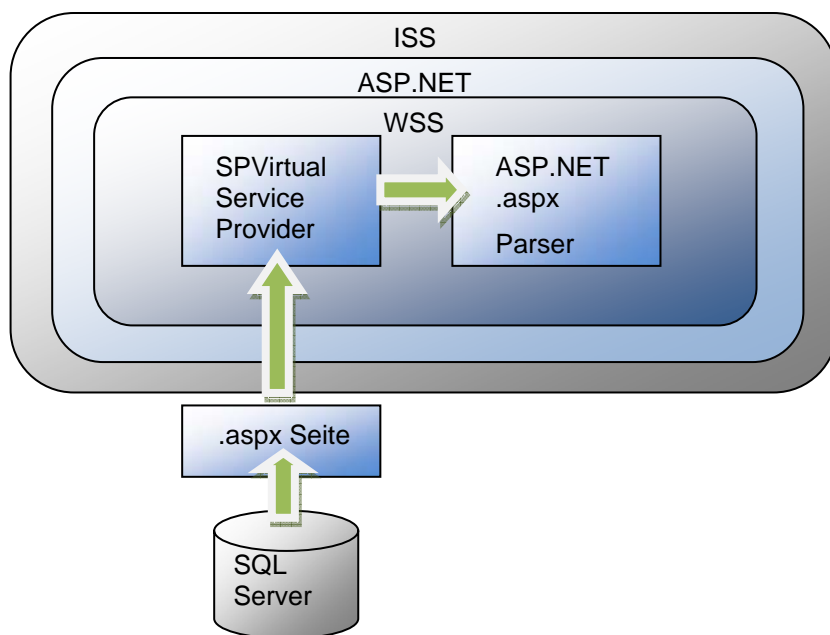 ISS
ASP.NET
WSS
SPVirtual
Service
Provider
ASP.NET
.aspx
Parser
.aspx Seite
SQL
Server